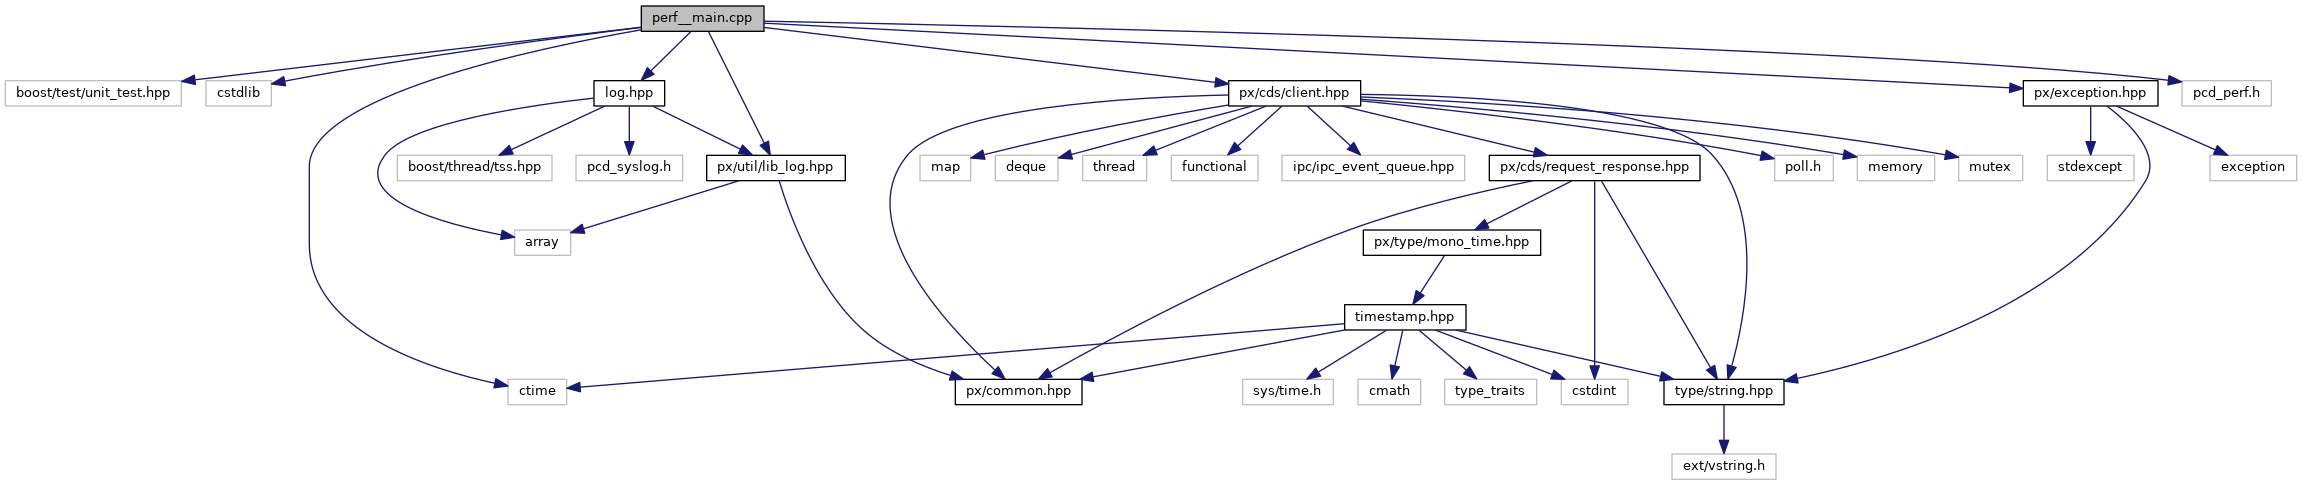 perf__main.cpp
boost/test/unit_test.hpp
cstdlib
log.hpp
px/cds/client.hpp
px/exception.hpp
pcd_perf.h
boost/thread/tss.hpp
pcd_syslog.h
px/util/lib_log.hpp
map
deque
thread
functional
ipc/ipc_event_queue.hpp
px/cds/request_response.hpp
poll.h
memory
mutex
stdexcept
exception
array
px/type/mono_time.hpp
timestamp.hpp
ctime
px/common.hpp
sys/time.h
cmath
type_traits
cstdint
type/string.hpp
ext/vstring.h